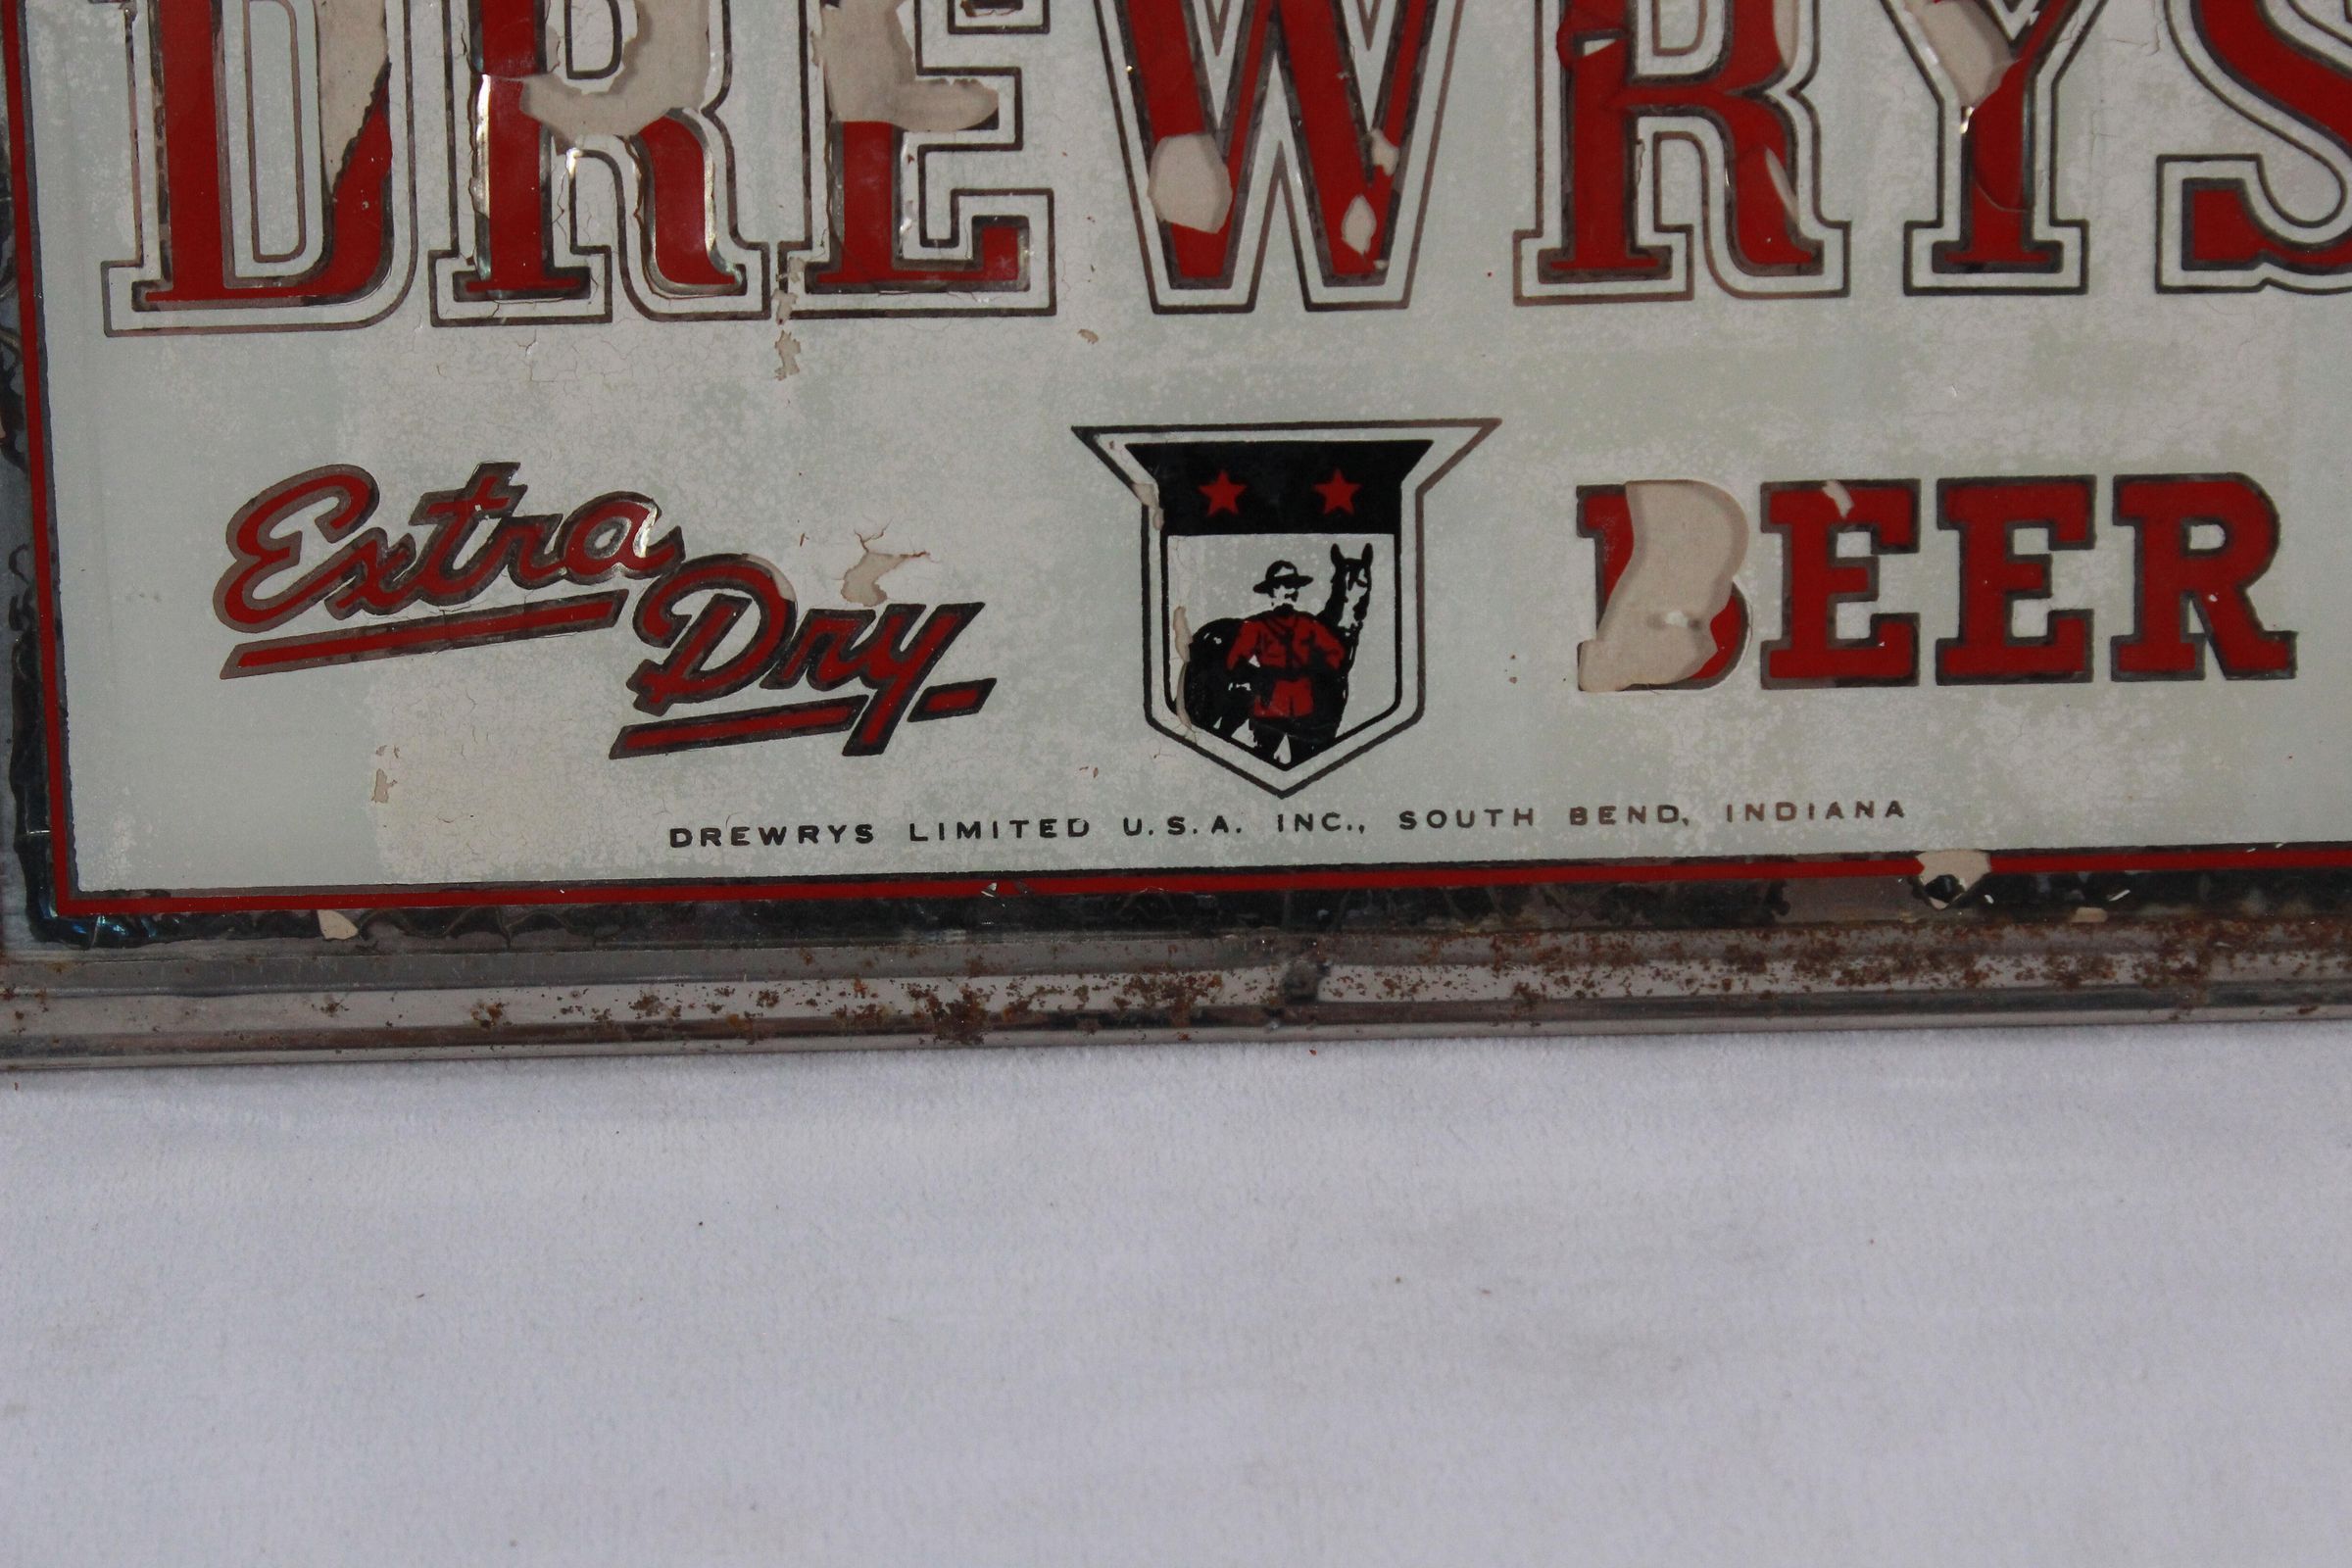 DREWRYS
Extra Dry
BEER
DREWRYS LIMITED U.S.A. INC., SOUTH BEND, INDIANA